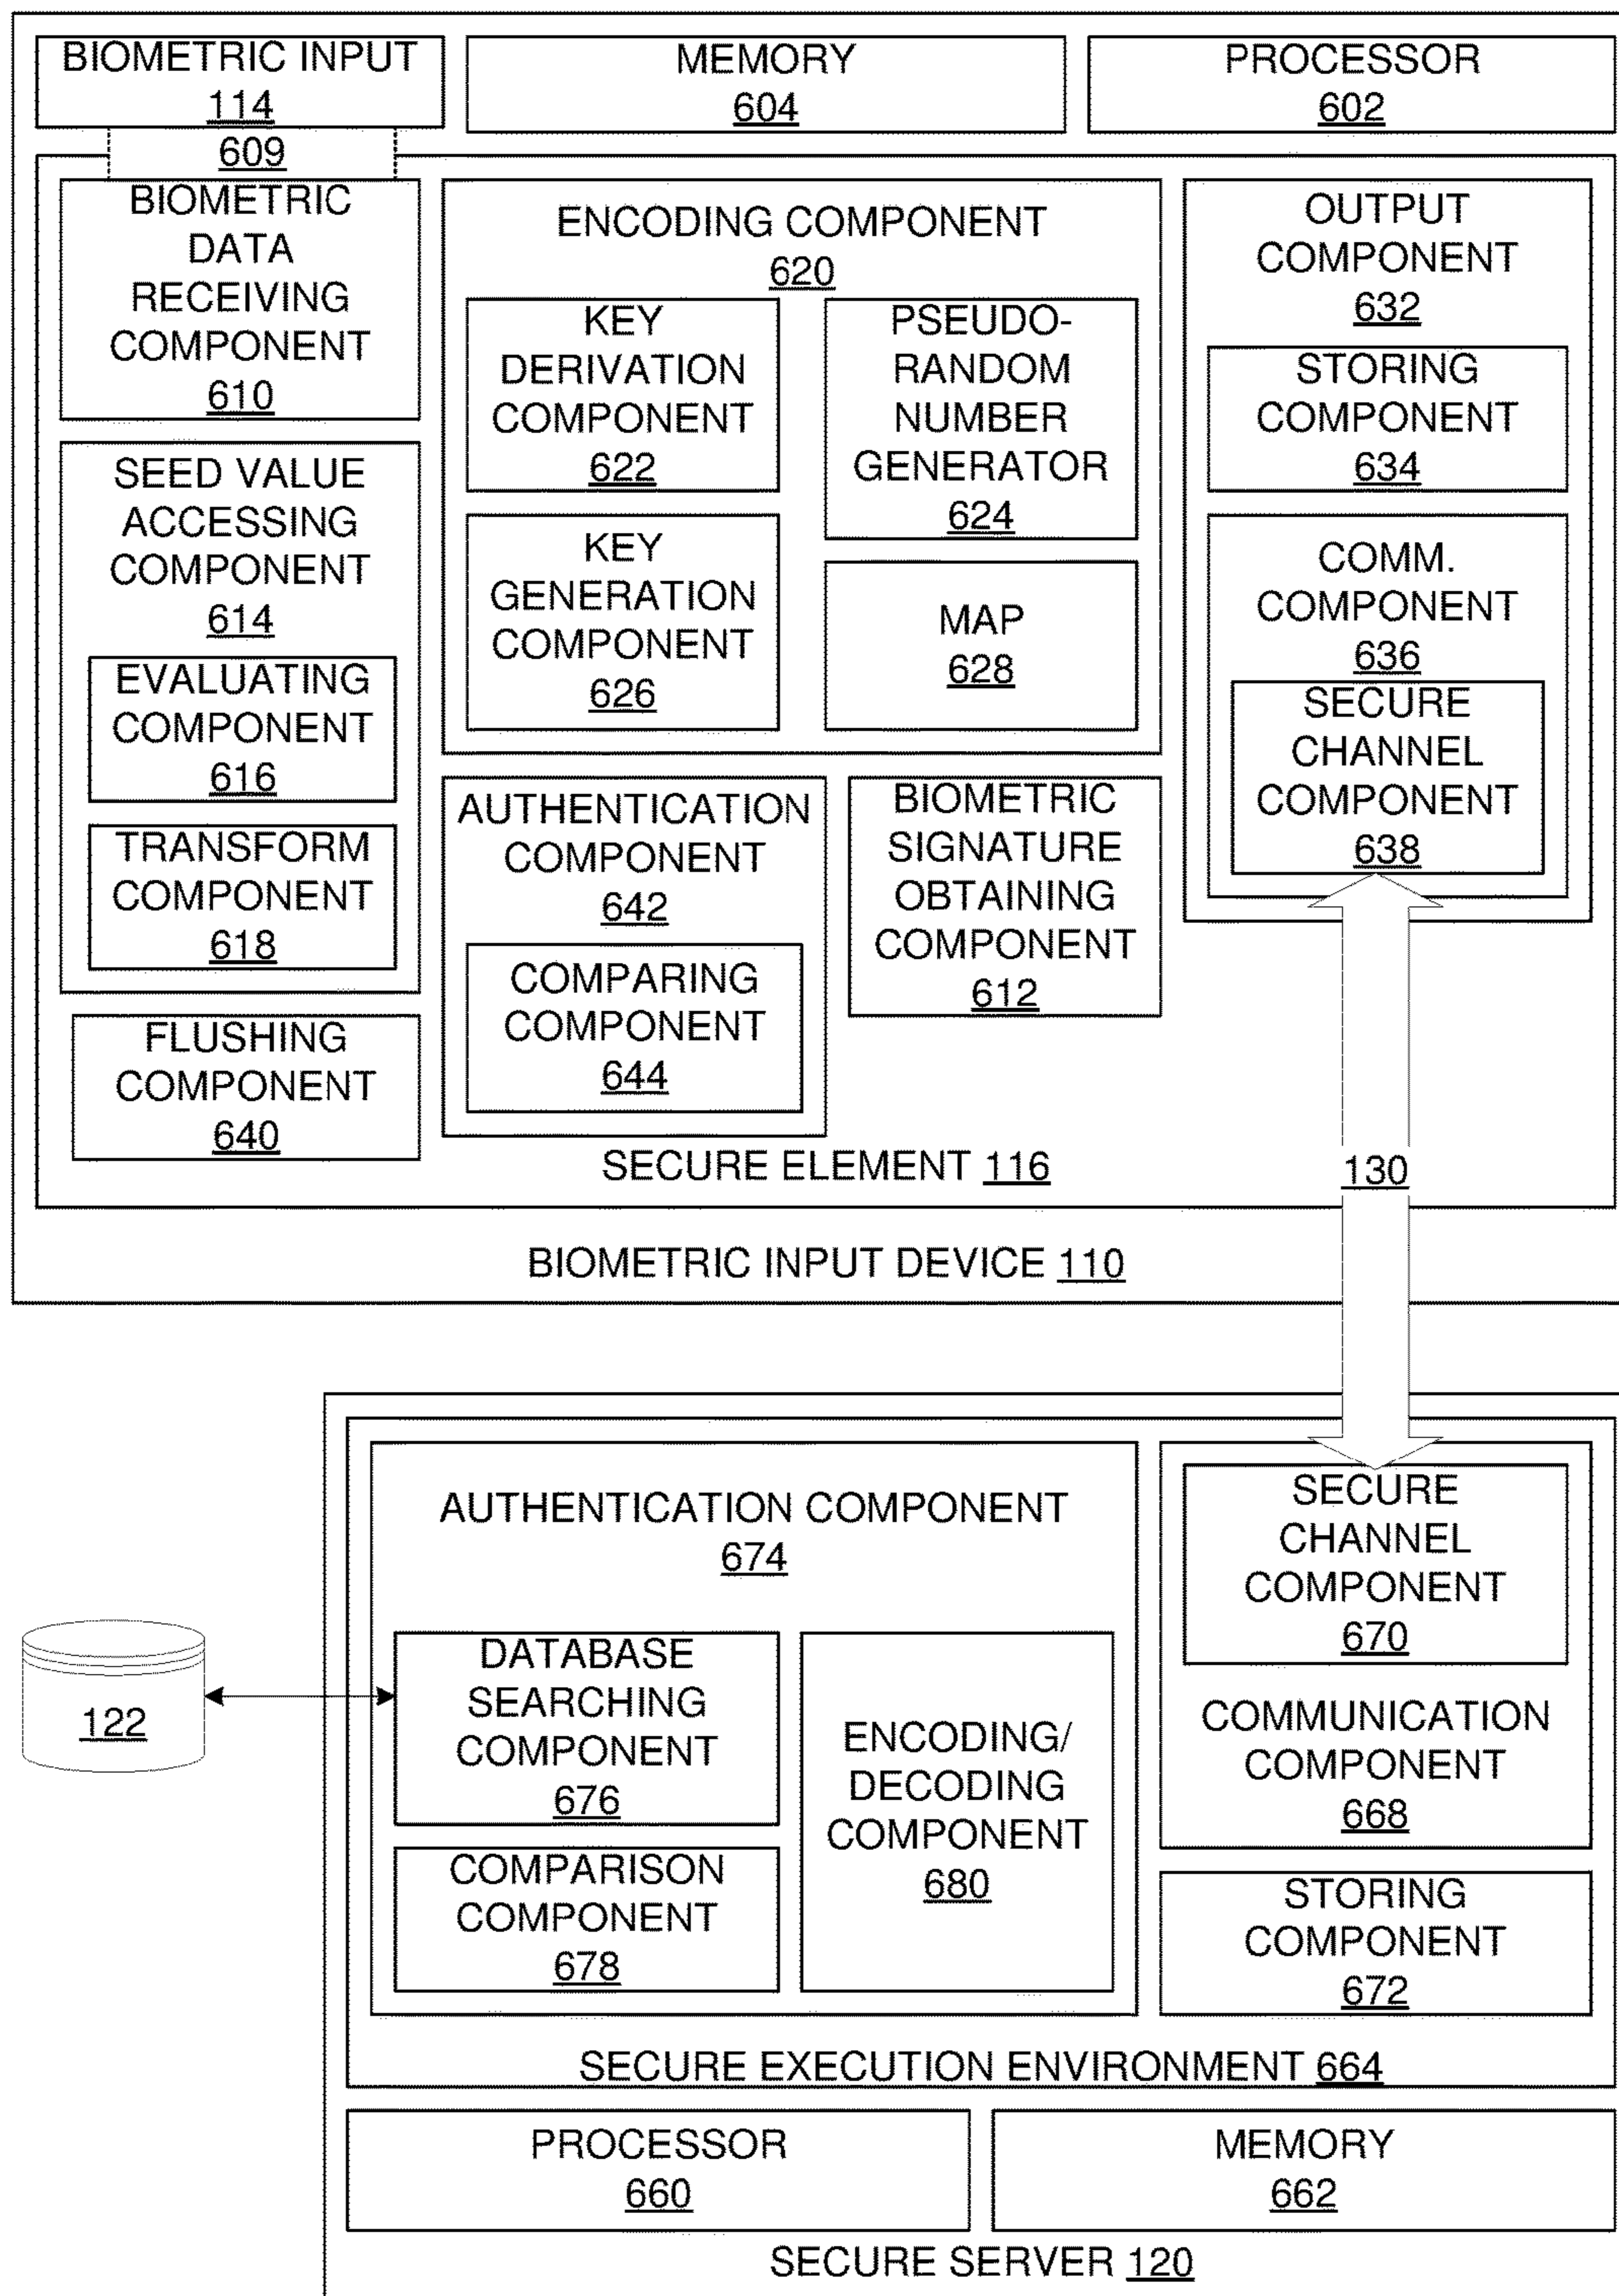 BIOMETRIC INPUT
114
MEMORY
604
PROCESSOR
602
609
BIOMETRIC
DATA
RECEIVING
COMPONENT
610
SEED VALUE
ACCESSING
COMPONENT
614
EVALUATING
COMPONENT
616
TRANSFORM
COMPONENT
618
FLUSHING
COMPONENT
640
ENCODING COMPONENT
620
KEY
DERIVATION
COMPONENT
622
PSEUDO-
RANDOM
NUMBER
GENERATOR
624
KEY
GENERATION
COMPONENT
626
MAP
628
AUTHENTICATION
COMPONENT
642
COMPARING
COMPONENT
644
BIOMETRIC
SIGNATURE
OBTAINING
COMPONENT
612
OUTPUT
COMPONENT
632
STORING
COMPONENT
634
COMM.
COMPONENT
636
SECURE
CHANNEL
COMPONENT
638
SECURE ELEMENT 116
130
BIOMETRIC INPUT DEVICE 110
AUTHENTICATION COMPONENT
674
DATABASE
SEARCHING
COMPONENT
676
COMPARISON
COMPONENT
678
ENCODING/
DECODING
COMPONENT
680
122
SECURE
CHANNEL
COMPONENT
670
COMMUNICATION
COMPONENT
668
STORING
COMPONENT
672
SECURE EXECUTION ENVIRONMENT 664
PROCESSOR
660
MEMORY
662
SECURE SERVER 120